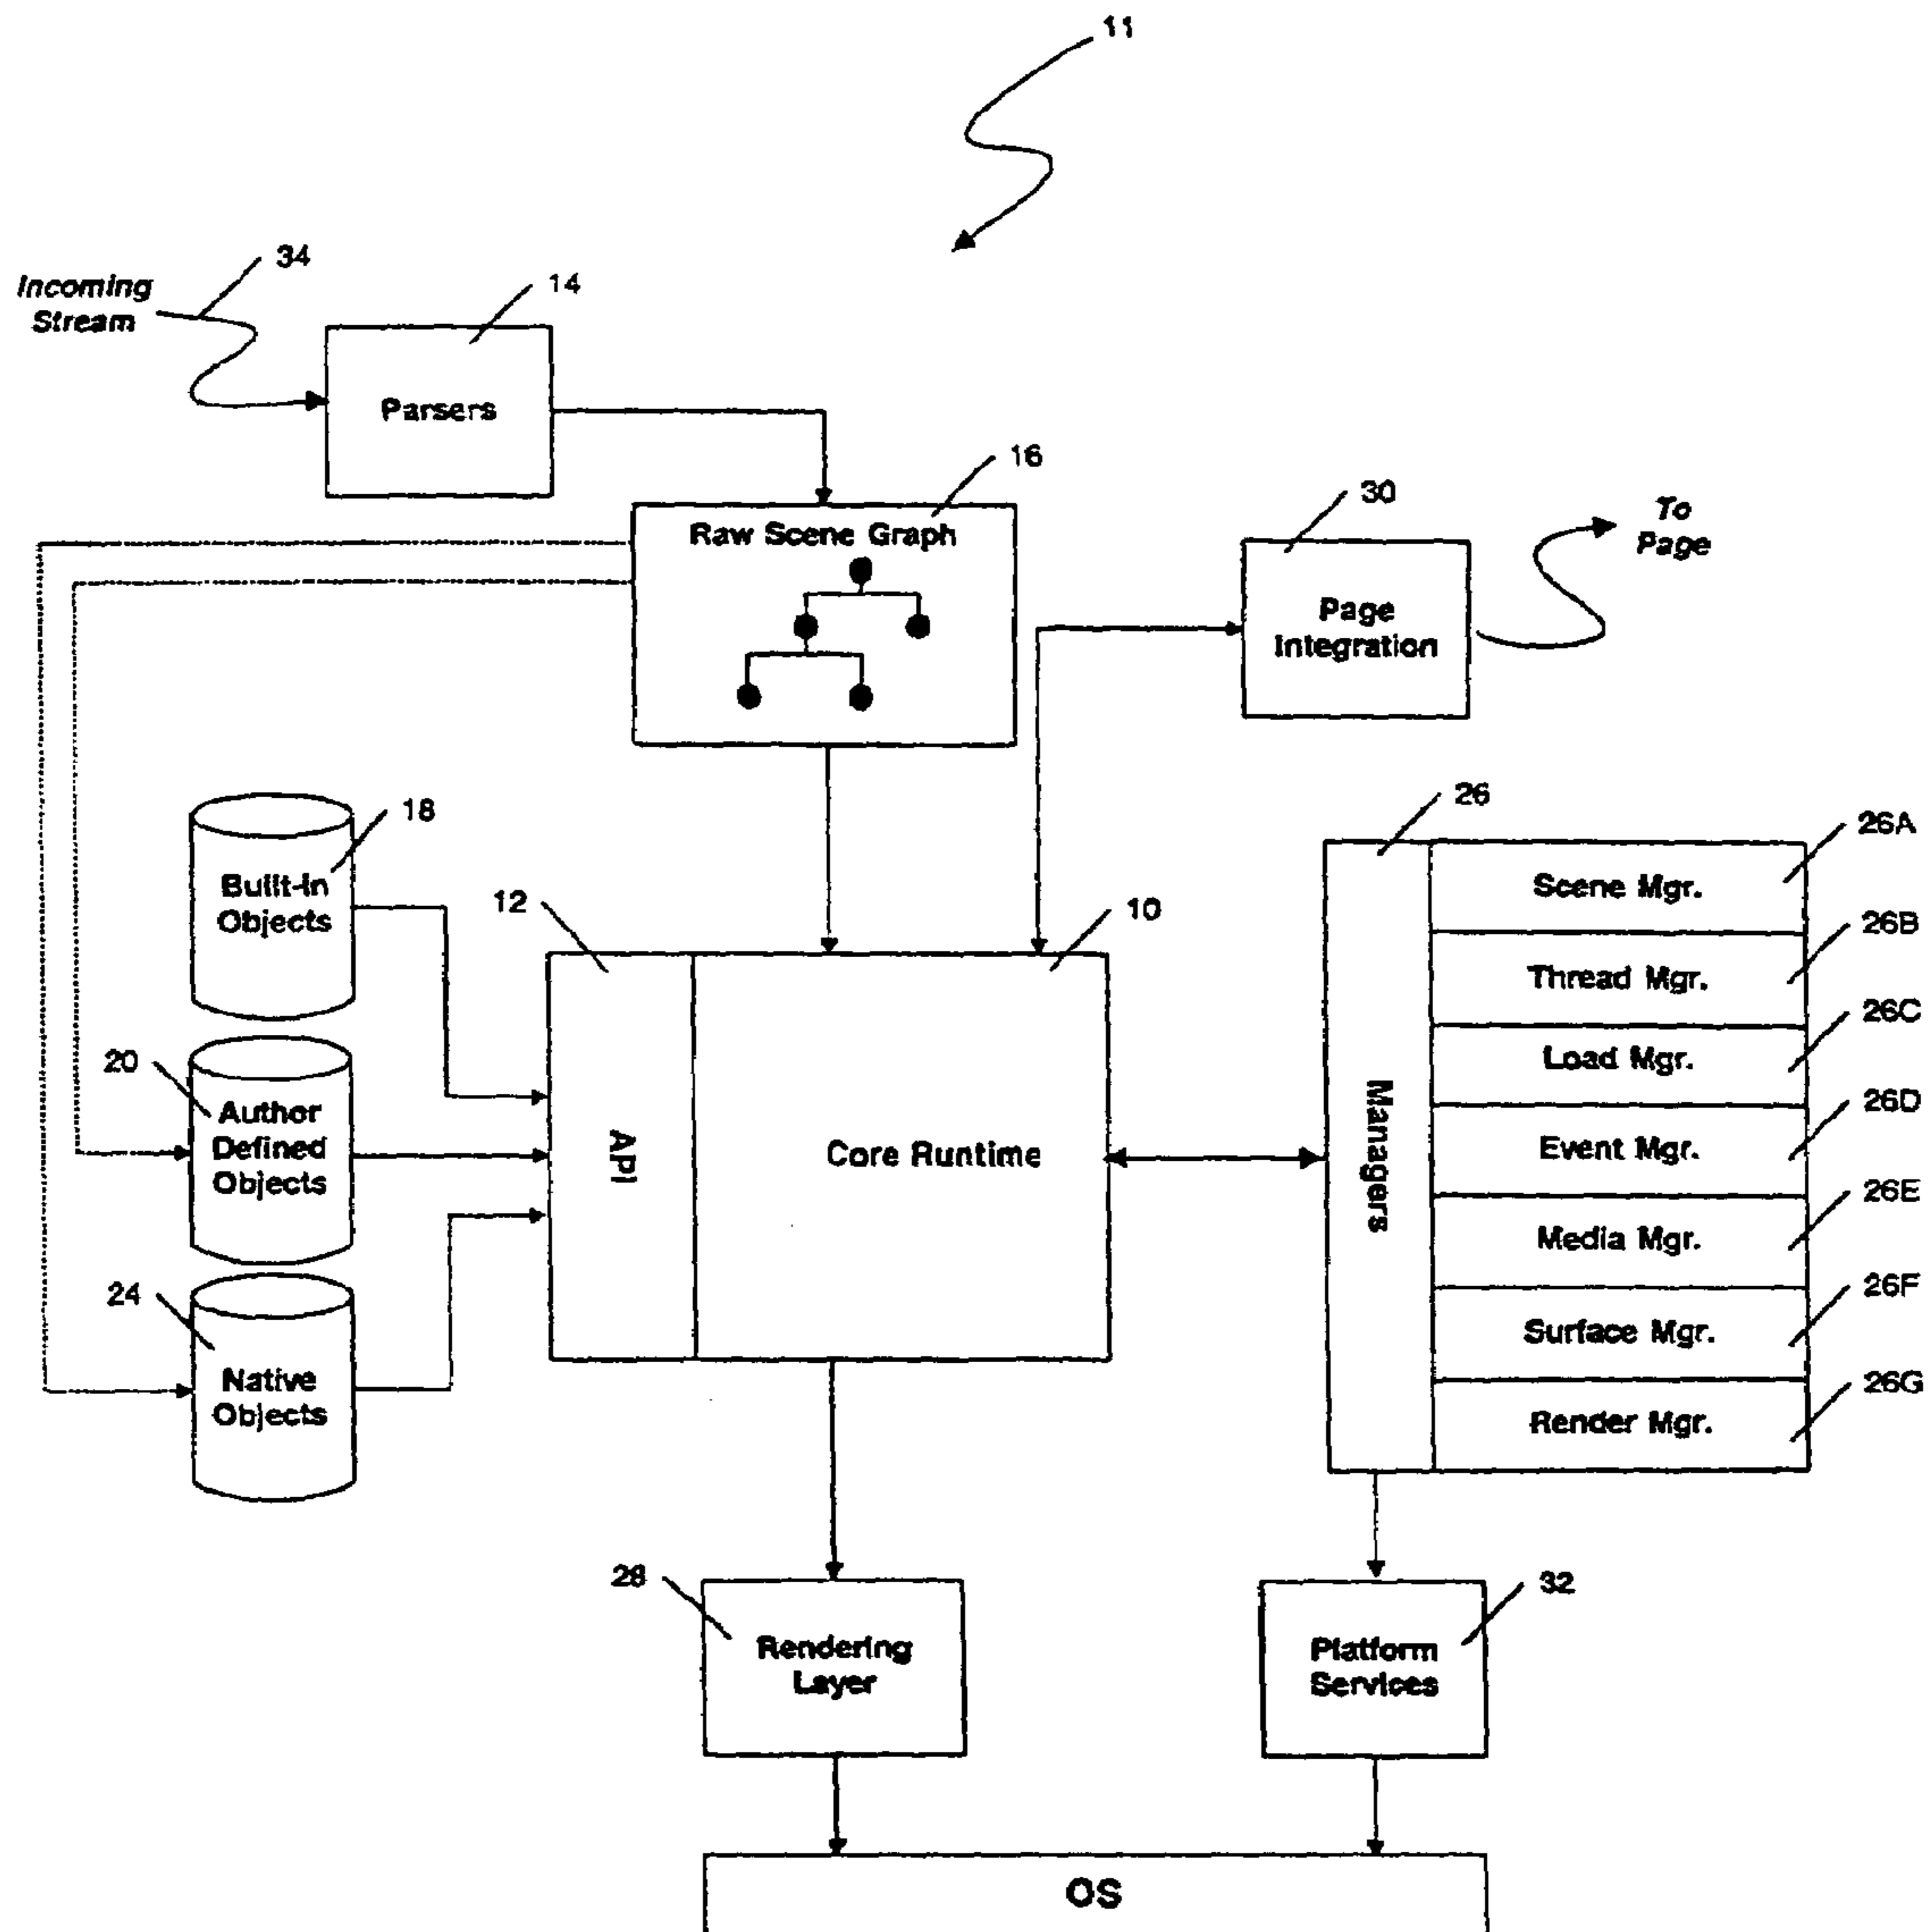 11
34
Incoming
Stream
14
Parsers
16
Raw Scene Graph
30
To
Page
Page
Integration
18
Built-in
Objects
12
10
26
26A
Scene Mgr.
26B
Thread Mgr.
26C
Load Mgr.
26D
Event Mgr.
26E
Media Mgr.
26F
Surface Mgr.
26G
Render Mgr.
Managers
20
Author
Defined
Objects
API
Core Runtime
24
Native
Objects
28
Rendering
Layer
32
Platform
Services
OS